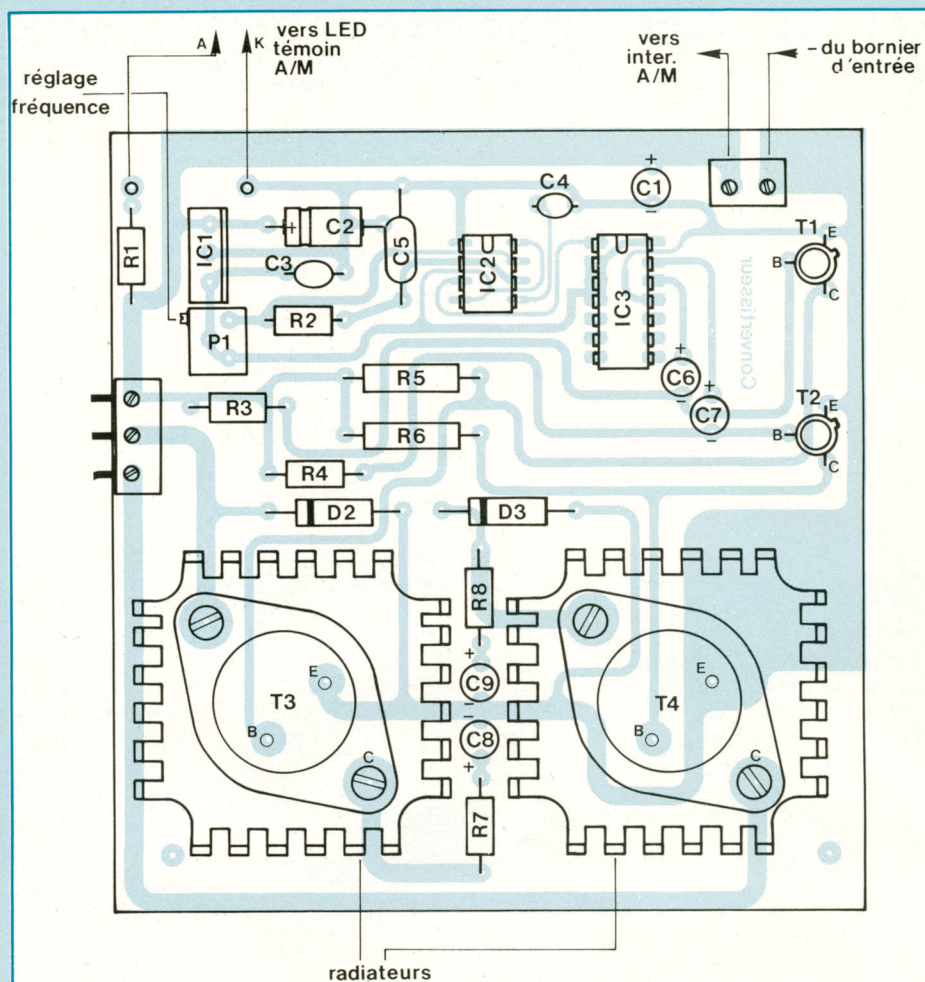 A
K
vers LED
témoin
A/M
vers
inter.
A/M
– du bornier
d'entrée
réglage
fréquence
C4
+
C1
–
T1
E
B
C
R1
IC1
+
C2
C5
C3
IC2
IC3
R2
P1
Convertisseur
R5
R3
+
C6
–
+
C7
–
T2
E
B
C
R6
R4
D2
D3
R8
E
T3
B
C
+
C9
–
–
C8
+
E
T4
B
C
R7
radiateurs